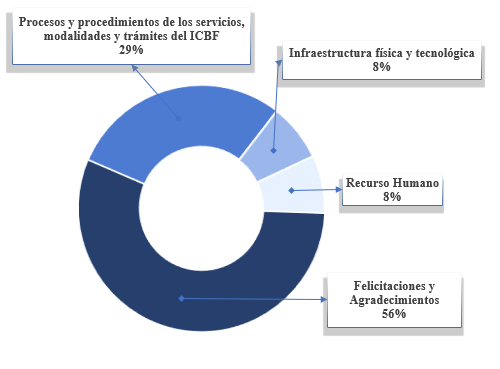 Procesos y procedimientos de los servicios,
modalidades y trámites del ICBF
29%
Infraestructura física y tecnológica
8%
Recurso Humano
8%
Felicitaciones y
Agradecimientos
56%